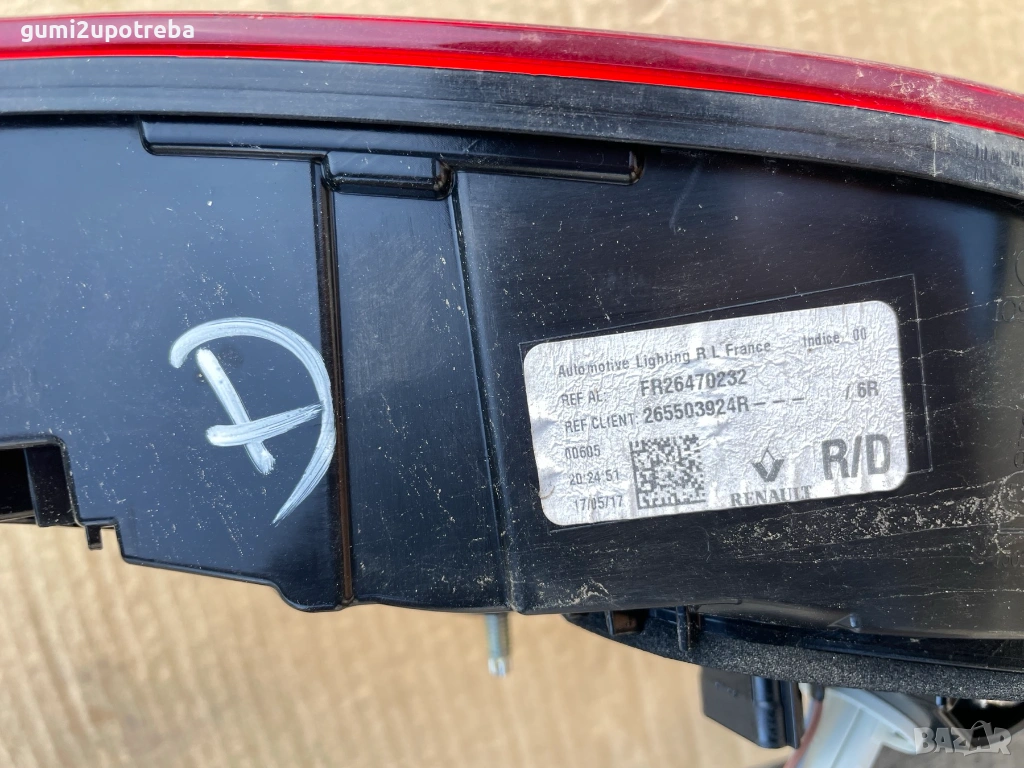 gumi2upotreba
Automotive Lighting R L France Indice 00
REF AL: FR26470232
REF CLIENT: 265503924R--- / 6R
00605
20:24:51
17/05/17
RENAULT
R/D
BAZAR